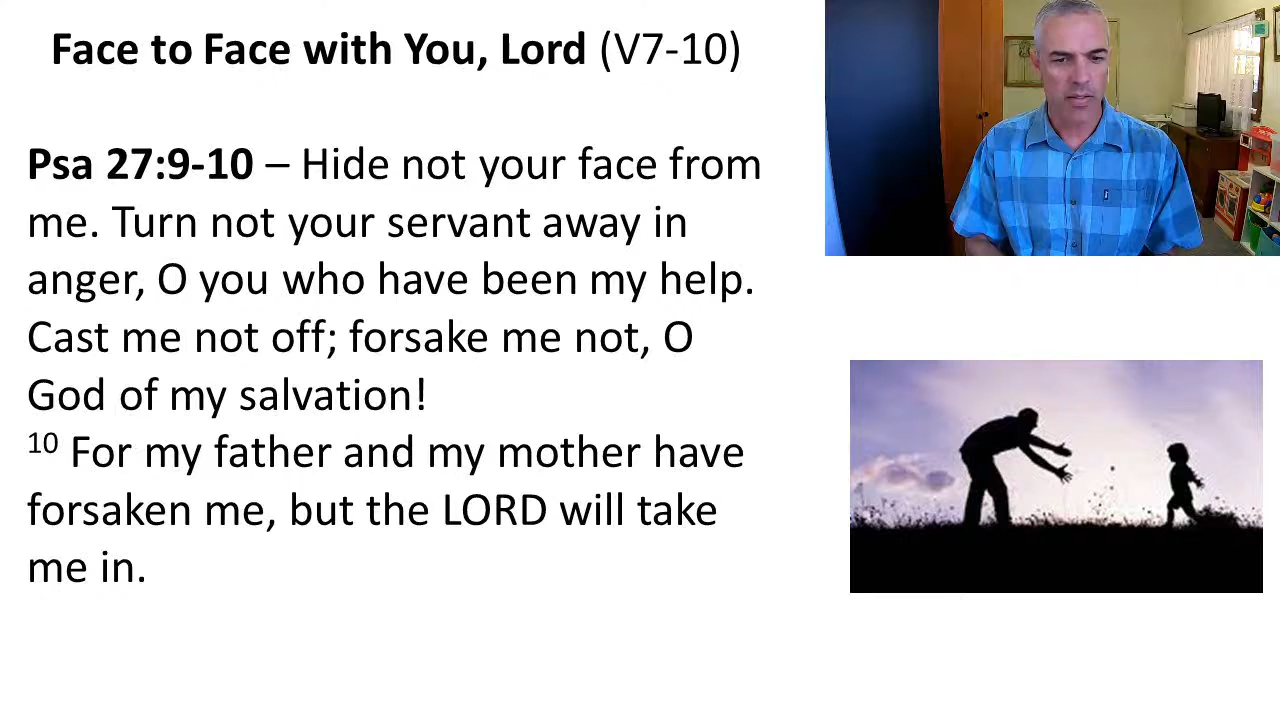 Face to Face with You, Lord (V7-10)
Psa 27:9-10 – Hide not your face from
me. Turn not your servant away in
anger, O you who have been my help.
Cast me not off; forsake me not, O
God of my salvation!
10 For my father and my mother have
forsaken me, but the LORD will take
me in.